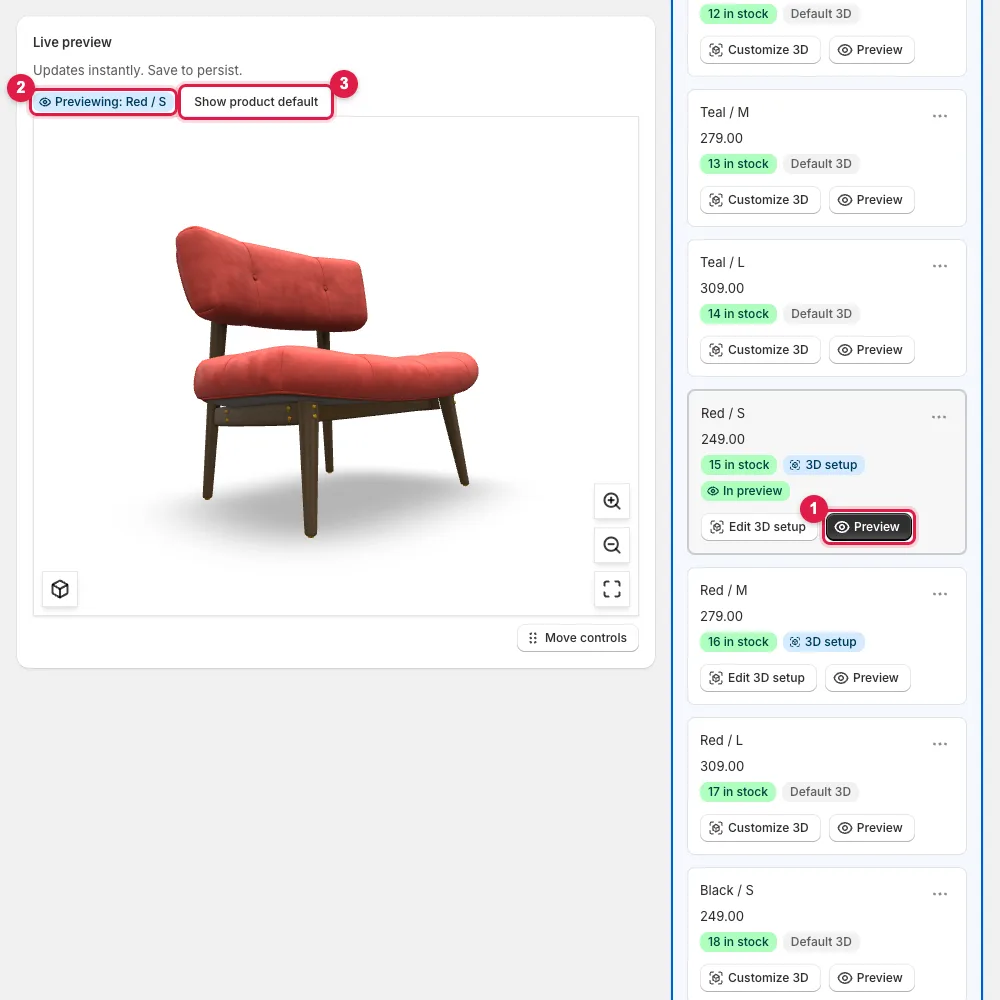 Live preview
Updates instantly. Save to persist.
2
Previewing: Red / S
Show product default
3
Move controls
12 in stock
Default 3D
Customize 3D
Preview
Teal / M
279.00
13 in stock
Default 3D
Customize 3D
Preview
Teal / L
309.00
14 in stock
Default 3D
Customize 3D
Preview
Red / S
249.00
15 in stock
3D setup
In preview
1
Edit 3D setup
Preview
Red / M
279.00
16 in stock
3D setup
Edit 3D setup
Preview
Red / L
309.00
17 in stock
Default 3D
Customize 3D
Preview
Black / S
249.00
18 in stock
Default 3D
Customize 3D
Preview